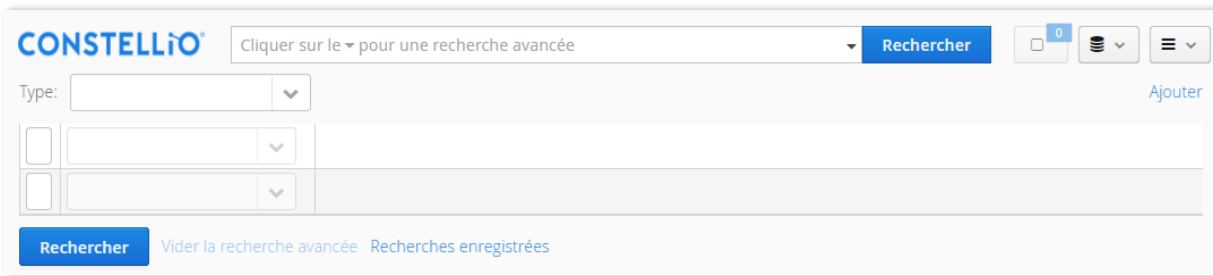 CONSTELLiO
Cliquer sur le ▾ pour une recherche avancée
Rechercher
0
Type:
Ajouter
Rechercher Vider la recherche avancée Recherches enregistrées